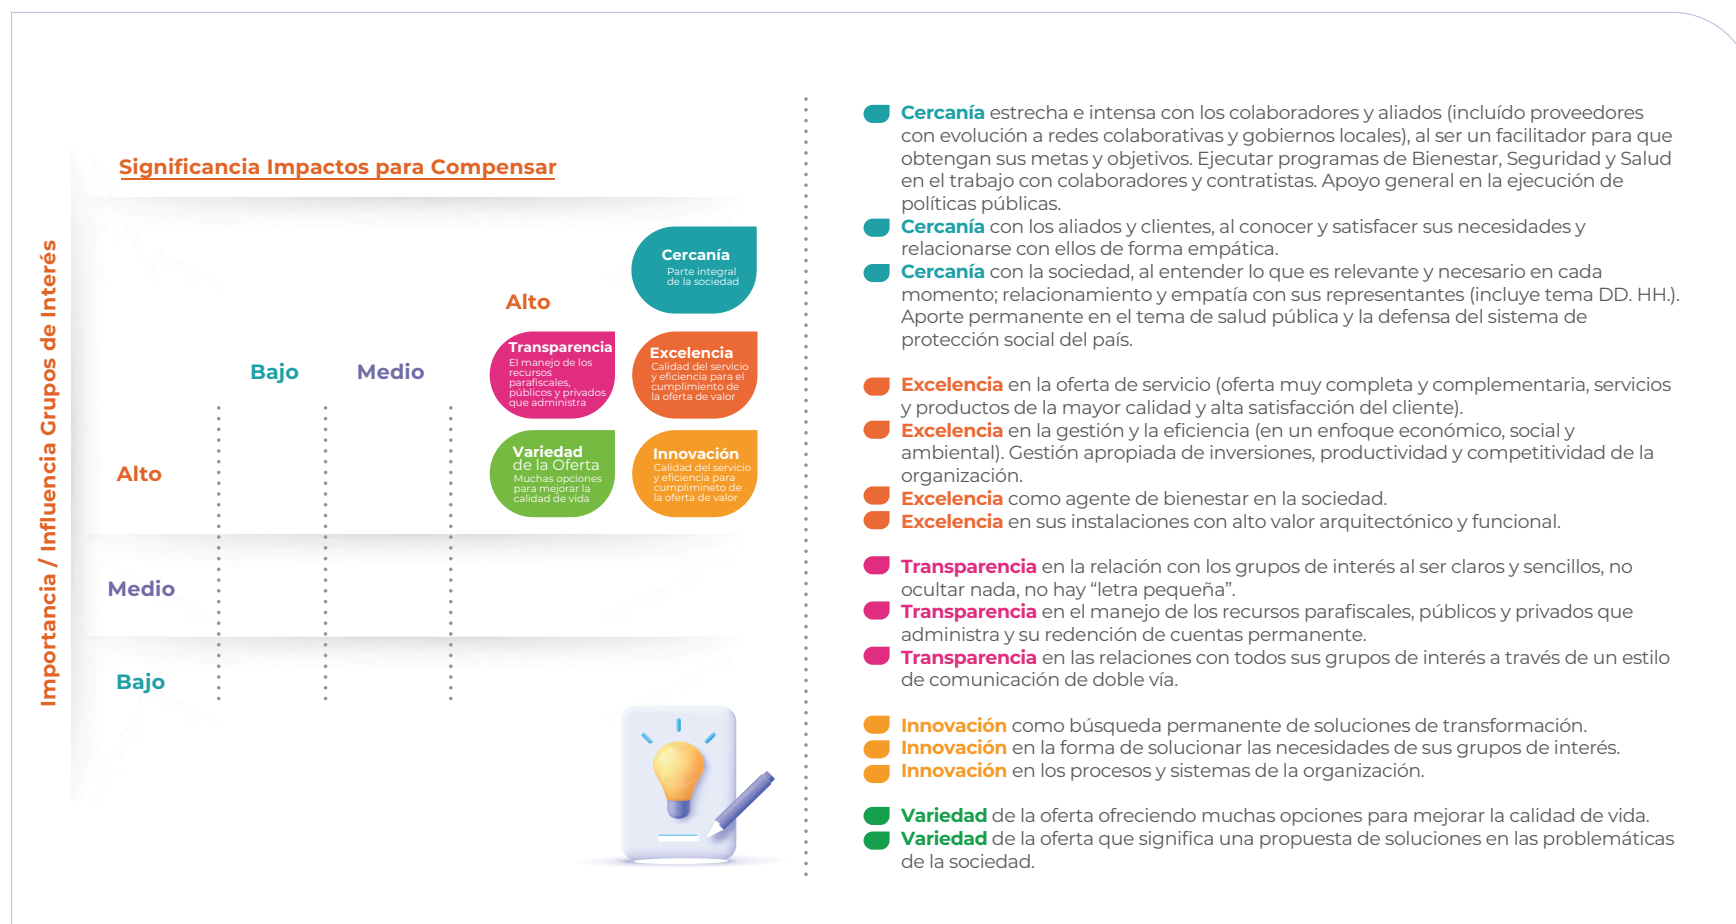 Significancia Impactos para Compensar
Importancia / Influencia Grupos de Interés
Cercanía
Parte integral
de la sociedad
Alto
Bajo
Medio
Transparencia
El manejo de los
recursos
parafiscales,
públicos y privados
que administra
Excelencia
Calidad del servicio
y eficiencia para el
cumplimiento de
la oferta de valor
Alto
Variedad
de la Oferta
Muchas opciones
para mejorar la
calidad de vida
Innovación
Calidad del servicio
y eficiencia para
cumplimineto de
la oferta de valor
Medio
Bajo
Cercanía estrecha e intensa con los colaboradores y aliados (incluído proveedores
con evolución a redes colaborativas y gobiernos locales), al ser un facilitador para que
obtengan sus metas y objetivos. Ejecutar programas de Bienestar, Seguridad y Salud
en el trabajo con colaboradores y contratistas. Apoyo general en la ejecución de
políticas públicas.
Cercanía con los aliados y clientes, al conocer y satisfacer sus necesidades y
relacionarse con ellos de forma empática.
Cercanía con la sociedad, al entender lo que es relevante y necesario en cada
momento; relacionamiento y empatía con sus representantes (incluye tema DD. HH.).
Aporte permanente en el tema de salud pública y la defensa del sistema de
protección social del país.
Excelencia en la oferta de servicio (oferta muy completa y complementaria, servicios
y productos de la mayor calidad y alta satisfacción del cliente).
Excelencia en la gestión y la eficiencia (en un enfoque económico, social y
ambiental). Gestión apropiada de inversiones, productividad y competitividad de la
organización.
Excelencia como agente de bienestar en la sociedad.
Excelencia en sus instalaciones con alto valor arquitectónico y funcional.
Transparencia en la relación con los grupos de interés al ser claros y sencillos, no
ocultar nada, no hay “letra pequeña”.
Transparencia en el manejo de los recursos parafiscales, públicos y privados que
administra y su redención de cuentas permanente.
Transparencia en las relaciones con todos sus grupos de interés a través de un estilo
de comunicación de doble vía.
Innovación como búsqueda permanente de soluciones de transformación.
Innovación en la forma de solucionar las necesidades de sus grupos de interés.
Innovación en los procesos y sistemas de la organización.
Variedad de la oferta ofreciendo muchas opciones para mejorar la calidad de vida.
Variedad de la oferta que significa una propuesta de soluciones en las problemáticas
de la sociedad.